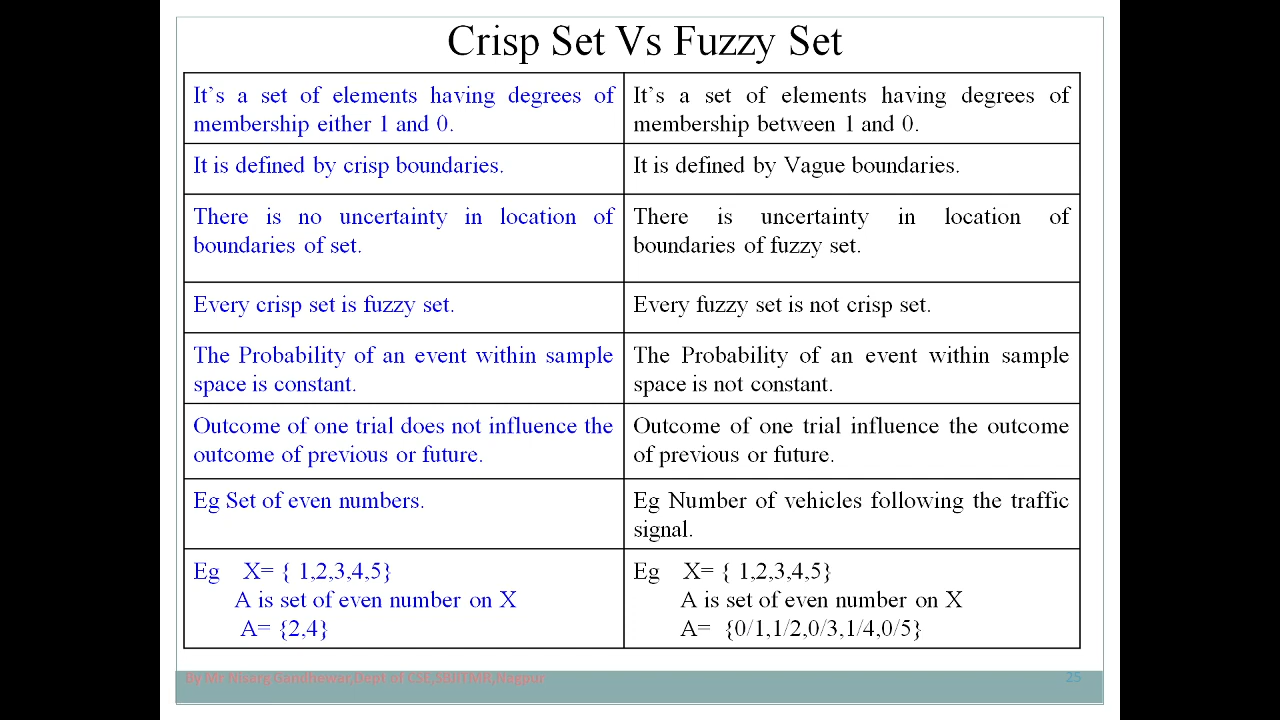 Crisp Set Vs Fuzzy Set
It's a set of elements having degrees of
membership either 1 and 0.
It's a set of elements having degrees of
membership between 1 and 0.
It is defined by crisp boundaries.
It is defined by Vague boundaries.
There is no uncertainty in location of
boundaries of set.
There is uncertainty in location of
boundaries of fuzzy set.
Every crisp set is fuzzy set.
Every fuzzy set is not crisp set.
The Probability of an event within sample
space is constant.
The Probability of an event within sample
space is not constant.
Outcome of one trial does not influence the
outcome of previous or future.
Outcome of one trial influence the outcome
of previous or future.
Eg Set of even numbers.
Eg Number of vehicles following the traffic
signal.
Eg X= { 1,2,3,4,5}
A is set of even number on X
A= {2,4}
Eg X= { 1,2,3,4,5}
A is set of even number on X
A= {0/1,1/2,0/3,1/4,0/5}
By Mr Nisarg Gandhewar,Dept of CSE,SBJITMR,Nagpur
25